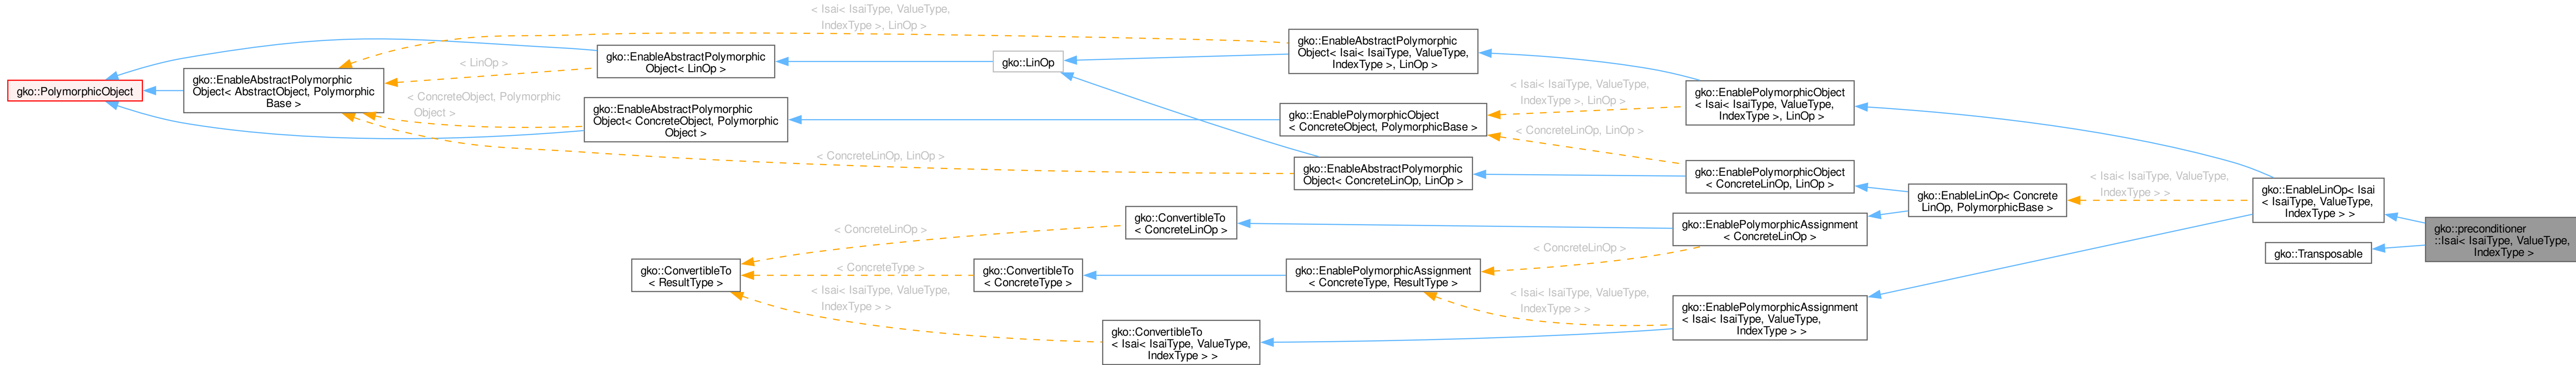 gko::PolymorphicObject
gko::EnableAbstractPolymorphic
Object< AbstractObject, Polymorphic
Base >
< Isai< IsaiType, ValueType,
IndexType >, LinOp >
< LinOp >
< ConcreteObject, Polymorphic
Object >
gko::EnableAbstractPolymorphic
Object< LinOp >
gko::EnableAbstractPolymorphic
Object< ConcreteObject, Polymorphic
Object >
< ConcreteLinOp, LinOp >
gko::ConvertibleTo
< ResultType >
< ConcreteLinOp >
< ConcreteType >
< Isai< IsaiType, ValueType,
IndexType > >
gko::LinOp
gko::ConvertibleTo
< ConcreteType >
gko::ConvertibleTo
< ConcreteLinOp >
gko::ConvertibleTo
< Isai< IsaiType, ValueType,
IndexType > >
gko::EnableAbstractPolymorphic
Object< Isai< IsaiType, ValueType,
IndexType >, LinOp >
gko::EnablePolymorphicObject
< ConcreteObject, PolymorphicBase >
gko::EnableAbstractPolymorphic
Object< ConcreteLinOp, LinOp >
gko::EnablePolymorphicAssignment
< ConcreteType, ResultType >
< Isai< IsaiType, ValueType,
IndexType >, LinOp >
< ConcreteLinOp, LinOp >
< ConcreteLinOp >
< Isai< IsaiType, ValueType,
IndexType > >
gko::EnablePolymorphicObject
< Isai< IsaiType, ValueType,
IndexType >, LinOp >
gko::EnablePolymorphicObject
< ConcreteLinOp, LinOp >
gko::EnablePolymorphicAssignment
< ConcreteLinOp >
gko::EnablePolymorphicAssignment
< Isai< IsaiType, ValueType,
IndexType > >
gko::EnableLinOp< Concrete
LinOp, PolymorphicBase >
< Isai< IsaiType, ValueType,
IndexType > >
gko::EnableLinOp< Isai
< IsaiType, ValueType,
IndexType > >
gko::Transposable
gko::preconditioner
::Isai< IsaiType, ValueType,
IndexType >